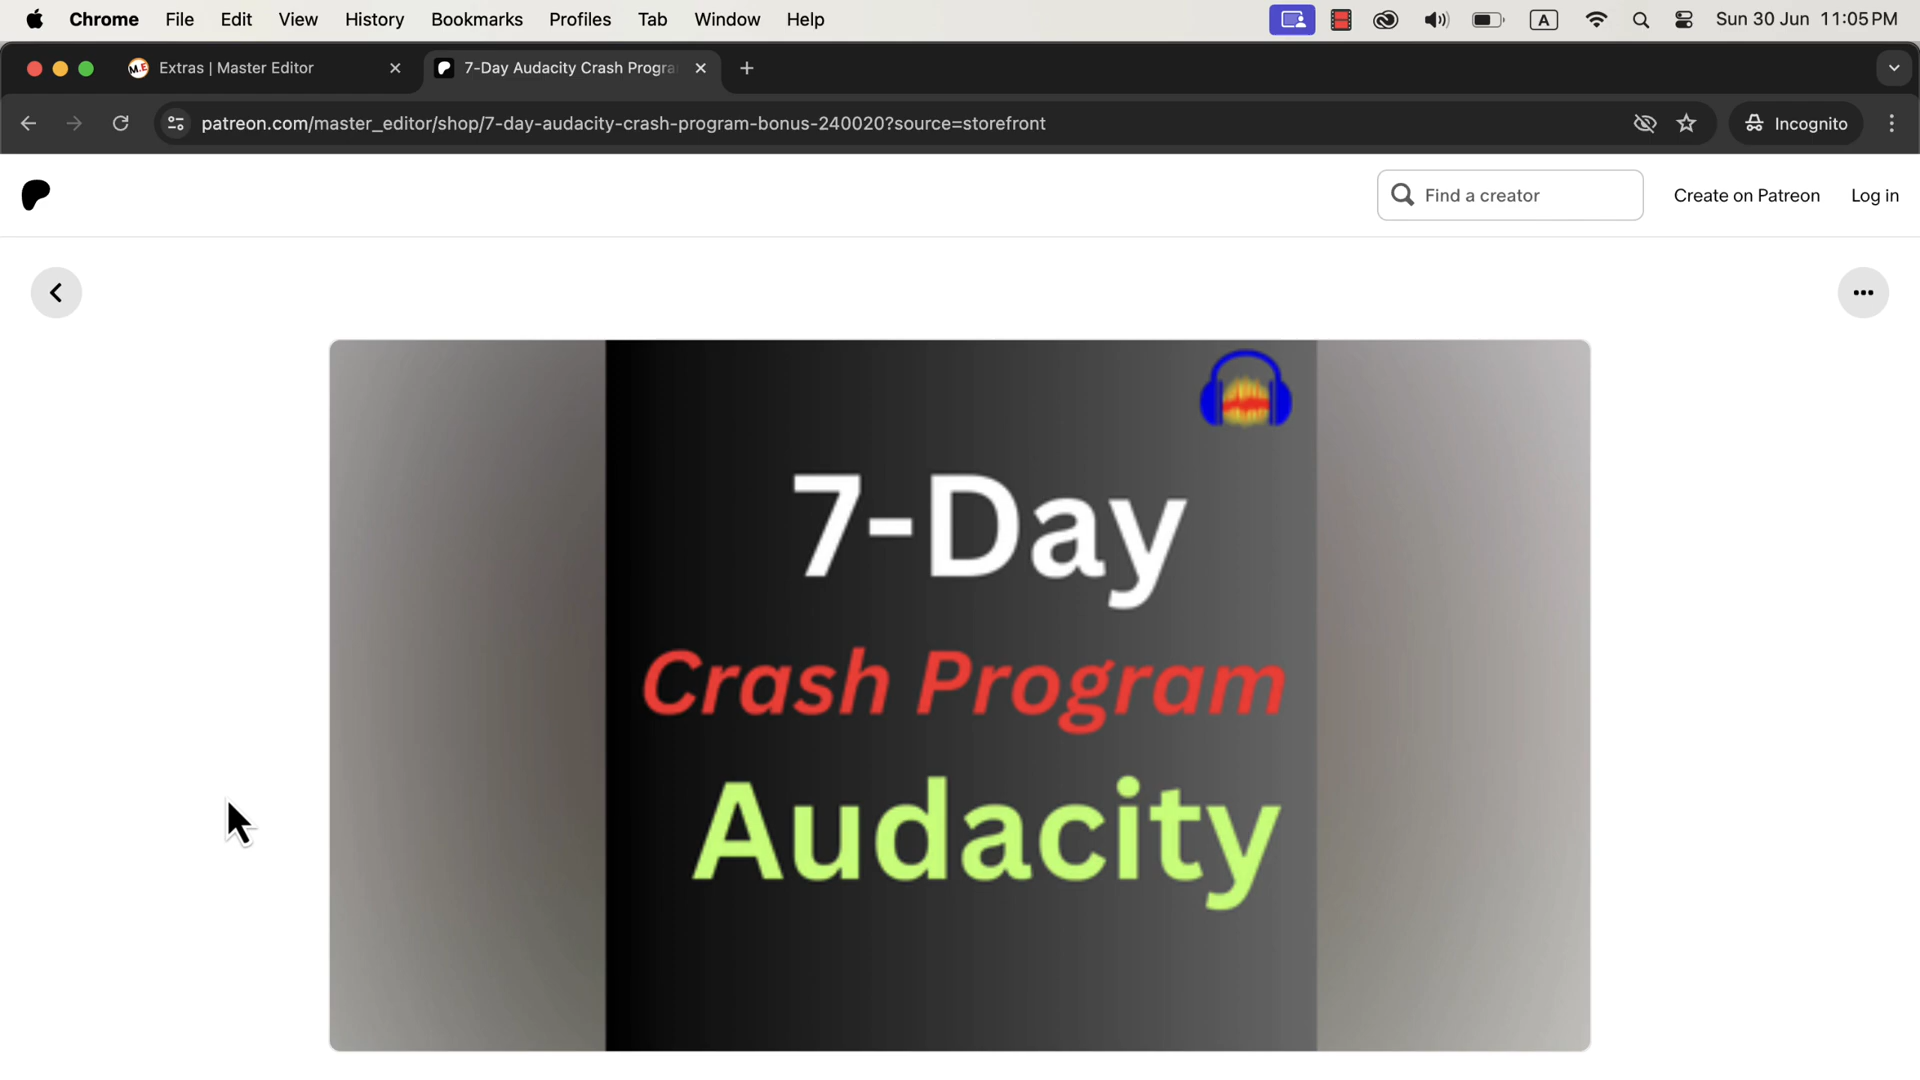 Chrome File Edit View History Bookmarks Profiles Tab Window Help A Sun 30 Jun 11:05 PM
M.E Extras | Master Editor 7-Day Audacity Crash Progra
patreon.com/master_editor/shop/7-day-audacity-crash-program-bonus-240020?source=storefront Incognito
Find a creator Create on Patreon Log in
7-Day
Crash Program
Audacity